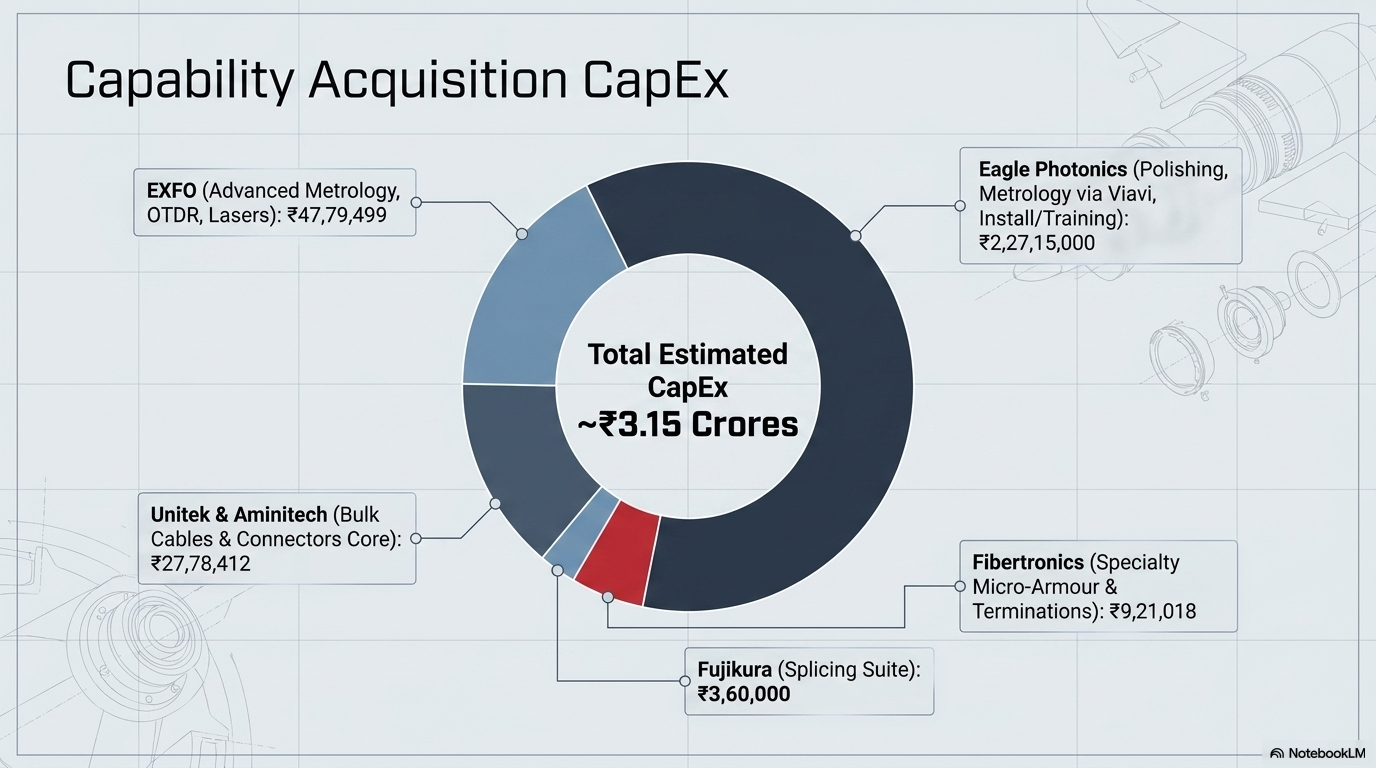 Capability Acquisition CapEx
EXFO (Advanced Metrology,
OTDR, Lasers): ₹47,79,499
Eagle Photonics (Polishing,
Metrology via Viavi,
Install/Training):
₹2,27,15,000
Total Estimated
CapEx
~₹3.15 Crores
Unitek & Aminitech (Bulk
Cables & Connectors Core):
₹27,78,412
Fibertronics (Specialty
Micro-Armour &
Terminations): ₹9,21,018
Fujikura (Splicing Suite):
₹3,60,000
NotebookLM